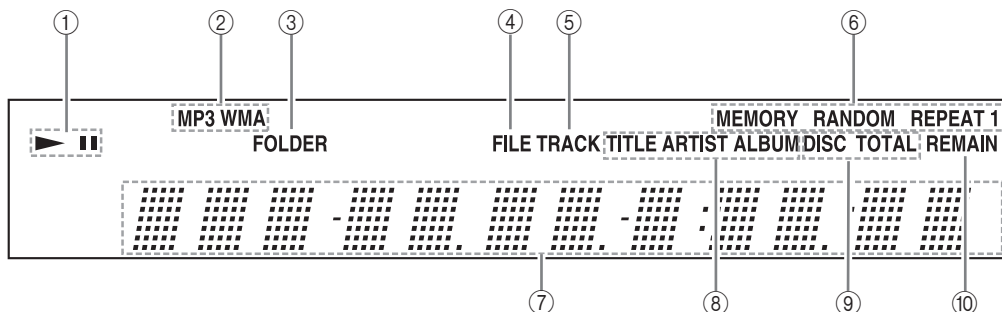 ① ② ③ ④ ⑤ ⑥
MP3 WMA MEMORY RANDOM REPEAT 1
FOLDER FILE TRACK TITLE ARTIST ALBUM DISC TOTAL REMAIN
⑦ ⑧ ⑨ ⑩